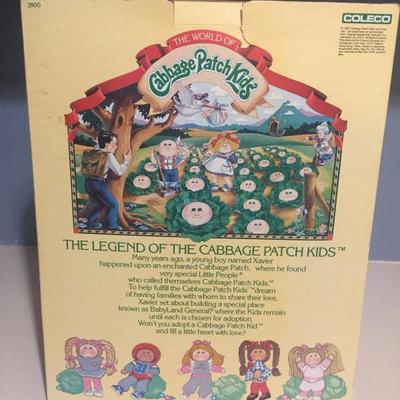 3900
THE WORLD OF
Cabbage Patch Kids
COLECO
THE LEGEND OF THE CABBAGE PATCH KIDS™
Many years ago, a young boy named Xavier
happened upon an enchanted Cabbage Patch, where he found
very special Little People®
who called themselves Cabbage Patch Kids.™
To help fulfill the Cabbage Patch Kids'™ dream
of having families with whom to share their love,
Xavier set about building a special place
known as BabyLand General,® where the Kids remain
until each is chosen for adoption.
Won't you adopt a Cabbage Patch Kid™
and fill a little heart with love?